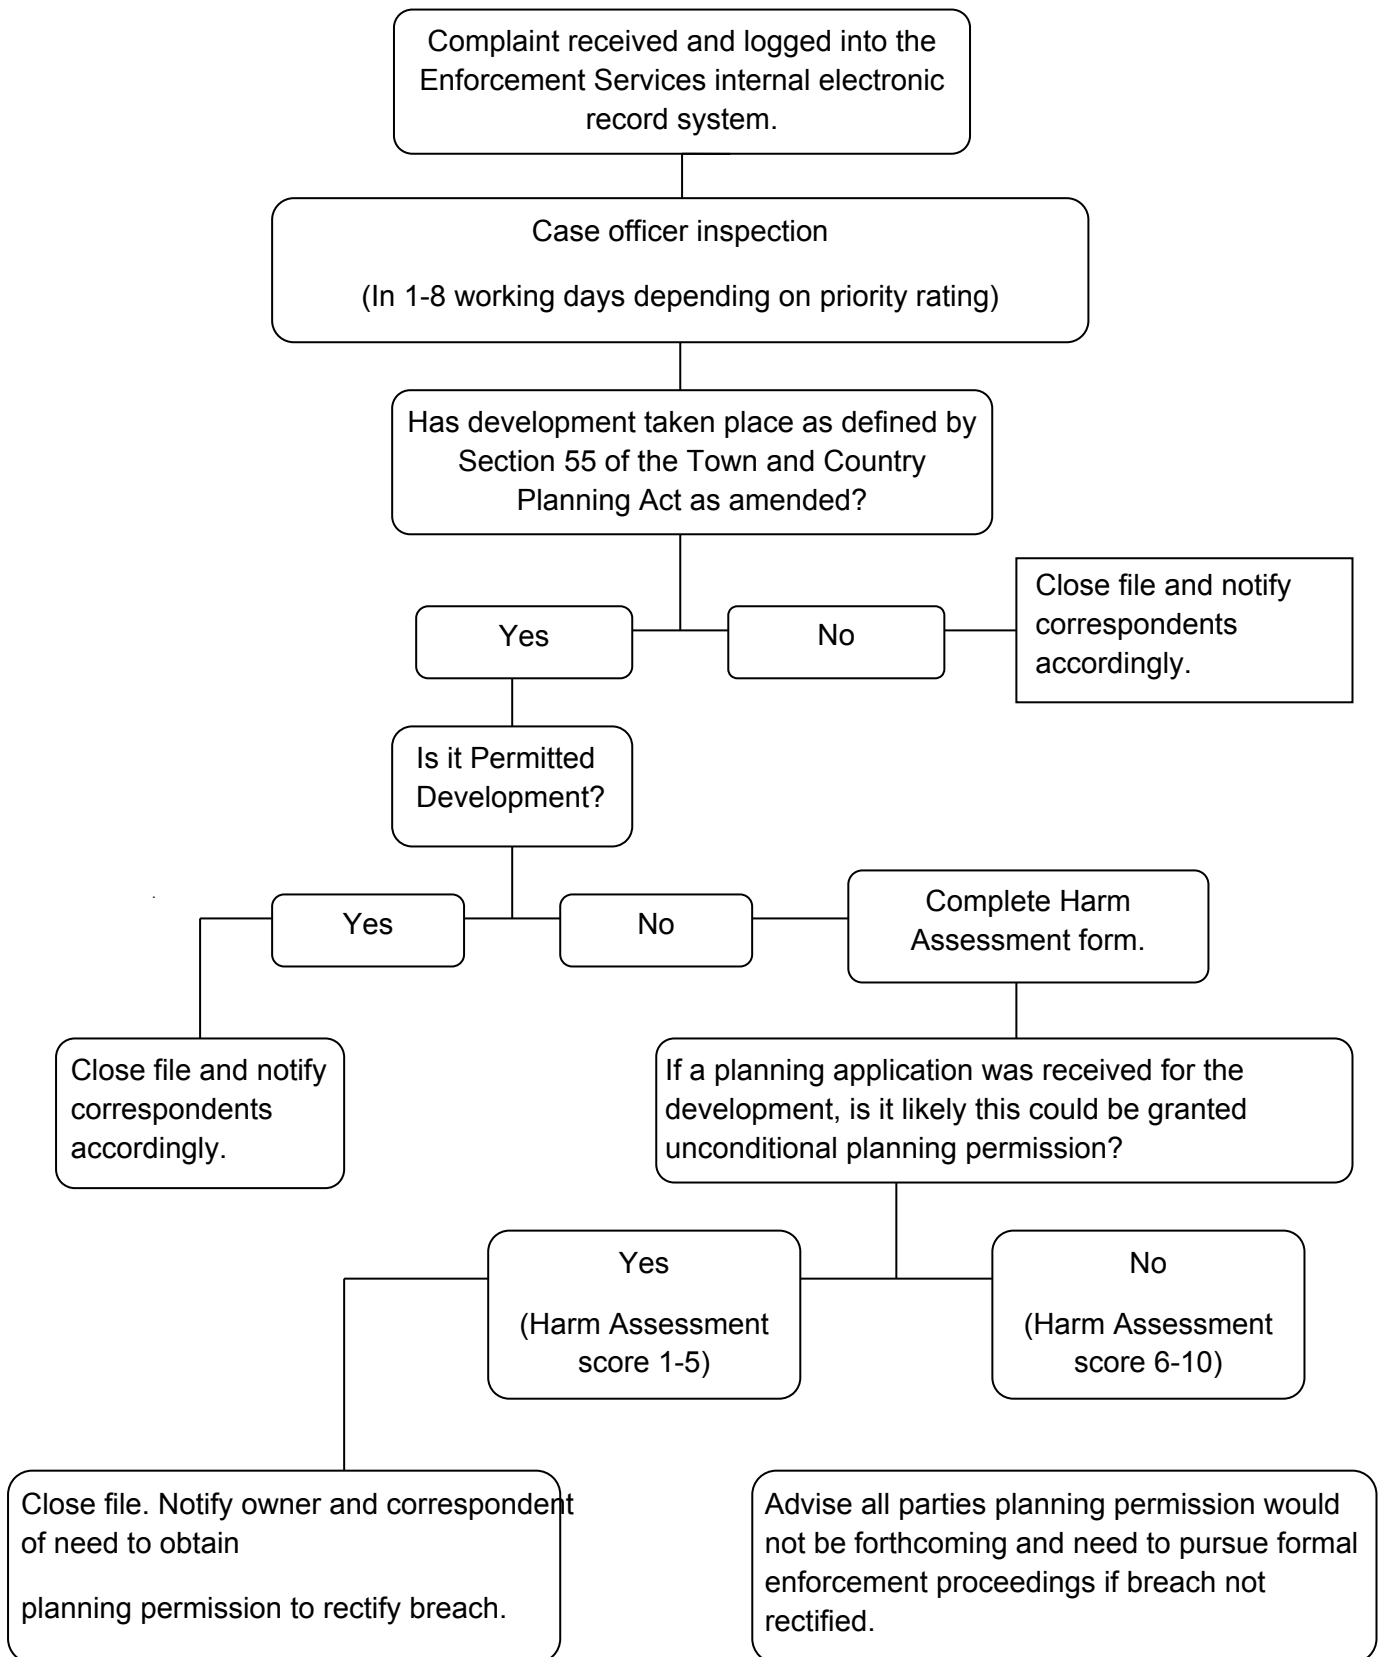 Complaint received and logged into the
Enforcement Services internal electronic
record system.
Case officer inspection
(In 1-8 working days depending on priority rating)
Has development taken place as defined by
Section 55 of the Town and Country
Planning Act as amended?
Yes
No
Close file and notify
correspondents
accordingly.
Is it Permitted
Development?
Yes
No
Complete Harm
Assessment form.
Close file and notify
correspondents
accordingly.
If a planning application was received for the
development, is it likely this could be granted
unconditional planning permission?
Yes
(Harm Assessment
score 1-5)
No
(Harm Assessment
score 6-10)
Close file. Notify owner and correspondent
of need to obtain
planning permission to rectify breach.
Advise all parties planning permission would
not be forthcoming and need to pursue formal
enforcement proceedings if breach not
rectified.